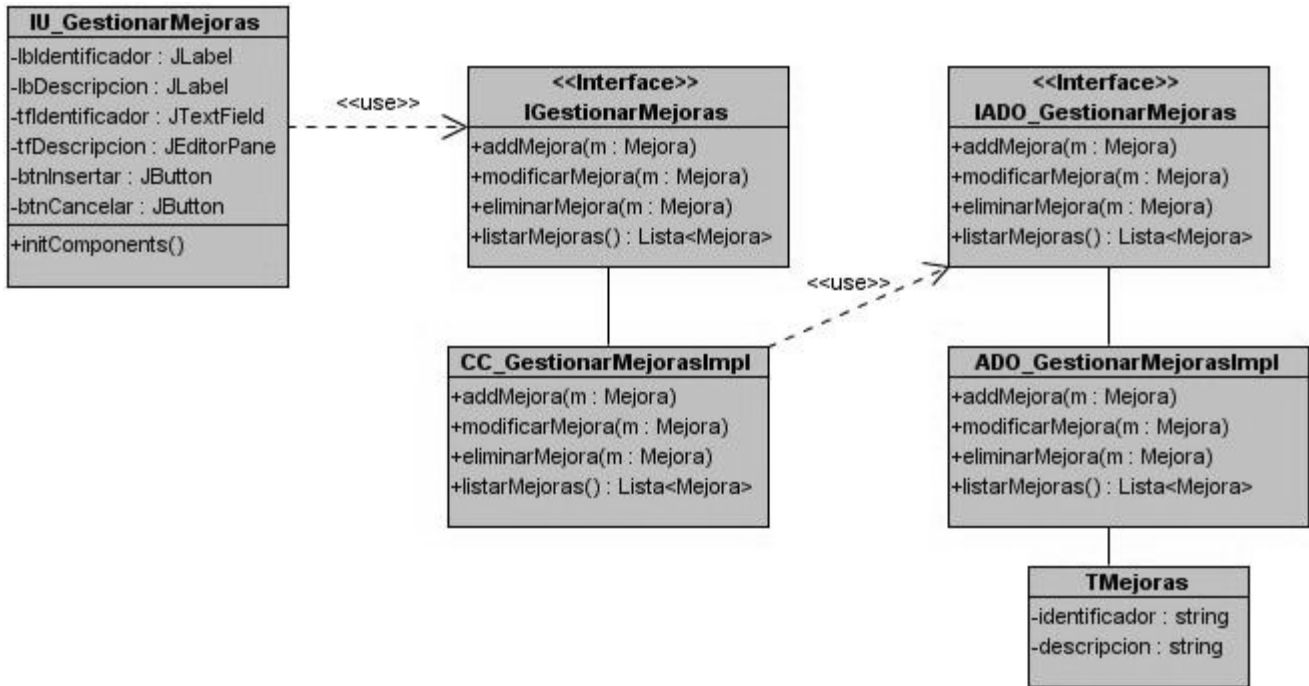 IU_GestionarMejoras
-lbIdentificador : JLabel
-lbDescripcion : JLabel
-tfIdentificador : JTextField
-tfDescripcion : JEditorPane
-btnInsertar : JButton
-btnCancelar : JButton
+initComponents()
<<use>>
<<Interface>>
IGestionarMejoras
+addMejora(m : Mejora)
+modificarMejora(m : Mejora)
+eliminarMejora(m : Mejora)
+listarMejoras() : Lista<Mejora>
<<use>>
<<Interface>>
IADO_GestionarMejoras
+addMejora(m : Mejora)
+modificarMejora(m : Mejora)
+eliminarMejora(m : Mejora)
+listarMejoras() : Lista<Mejora>
CC_GestionarMejorasImpl
+addMejora(m : Mejora)
+modificarMejora(m : Mejora)
+eliminarMejora(m : Mejora)
+listarMejoras() : Lista<Mejora>
ADO_GestionarMejorasImpl
+addMejora(m : Mejora)
+modificarMejora(m : Mejora)
+eliminarMejora(m : Mejora)
+listarMejoras() : Lista<Mejora>
TMejoras
-identificador : string
-descripcion : string